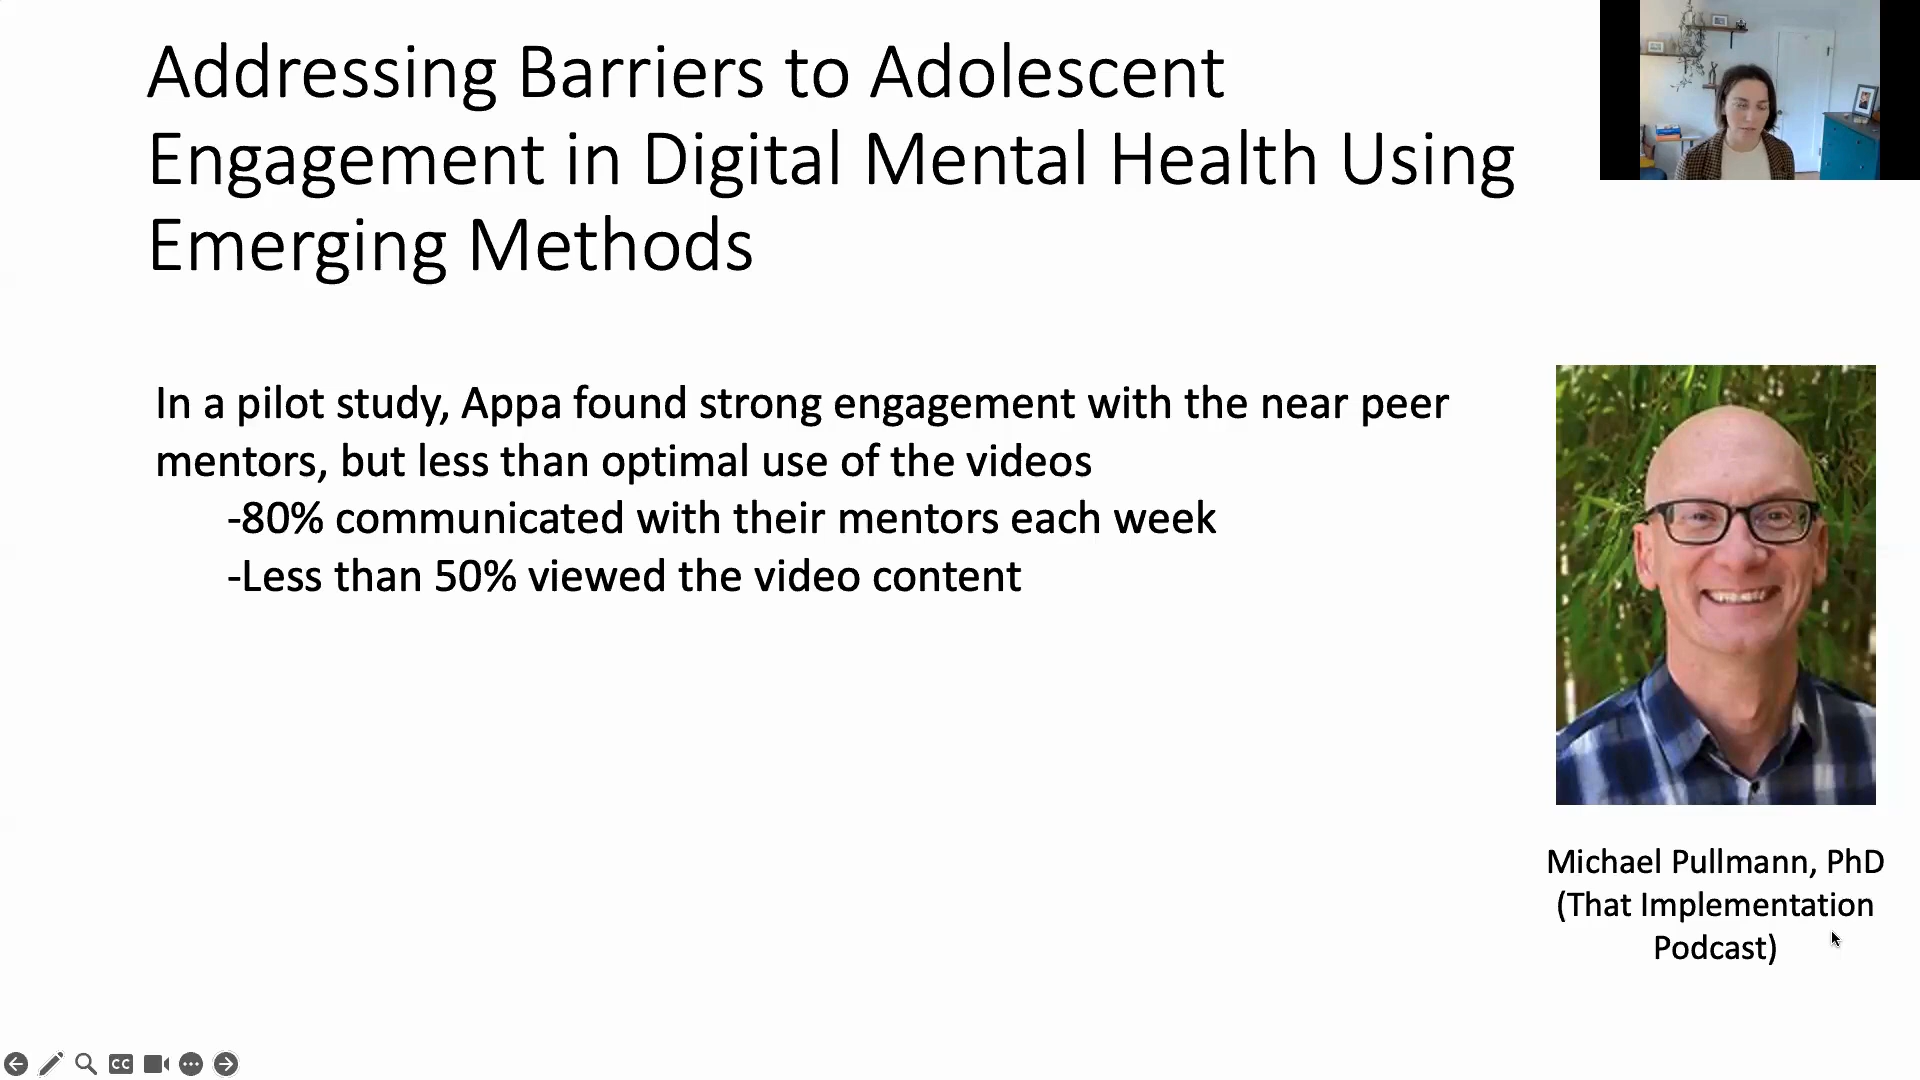 Addressing Barriers to Adolescent
Engagement in Digital Mental Health Using
Emerging Methods
In a pilot study, Appa found strong engagement with the near peer
mentors, but less than optimal use of the videos
-80% communicated with their mentors each week
-Less than 50% viewed the video content
Michael Pullmann, PhD
(That Implementation
Podcast)
CC